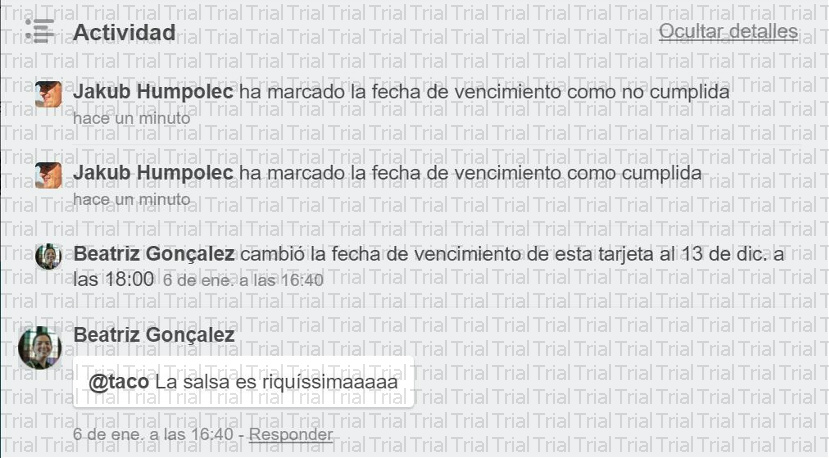 Actividad
Ocultar detalles
Jakub Humpolec ha marcado la fecha de vencimiento como no cumplida
hace un minuto
Jakub Humpolec ha marcado la fecha de vencimiento como cumplida
hace un minuto
Beatriz Gonçalez cambió la fecha de vencimiento de esta tarjeta al 13 de dic. a
las 18:00 6 de ene. a las 16:40
Beatriz Gonçalez
@taco La salsa es riquíssimaaaaa
6 de ene. a las 16:40 - Responder